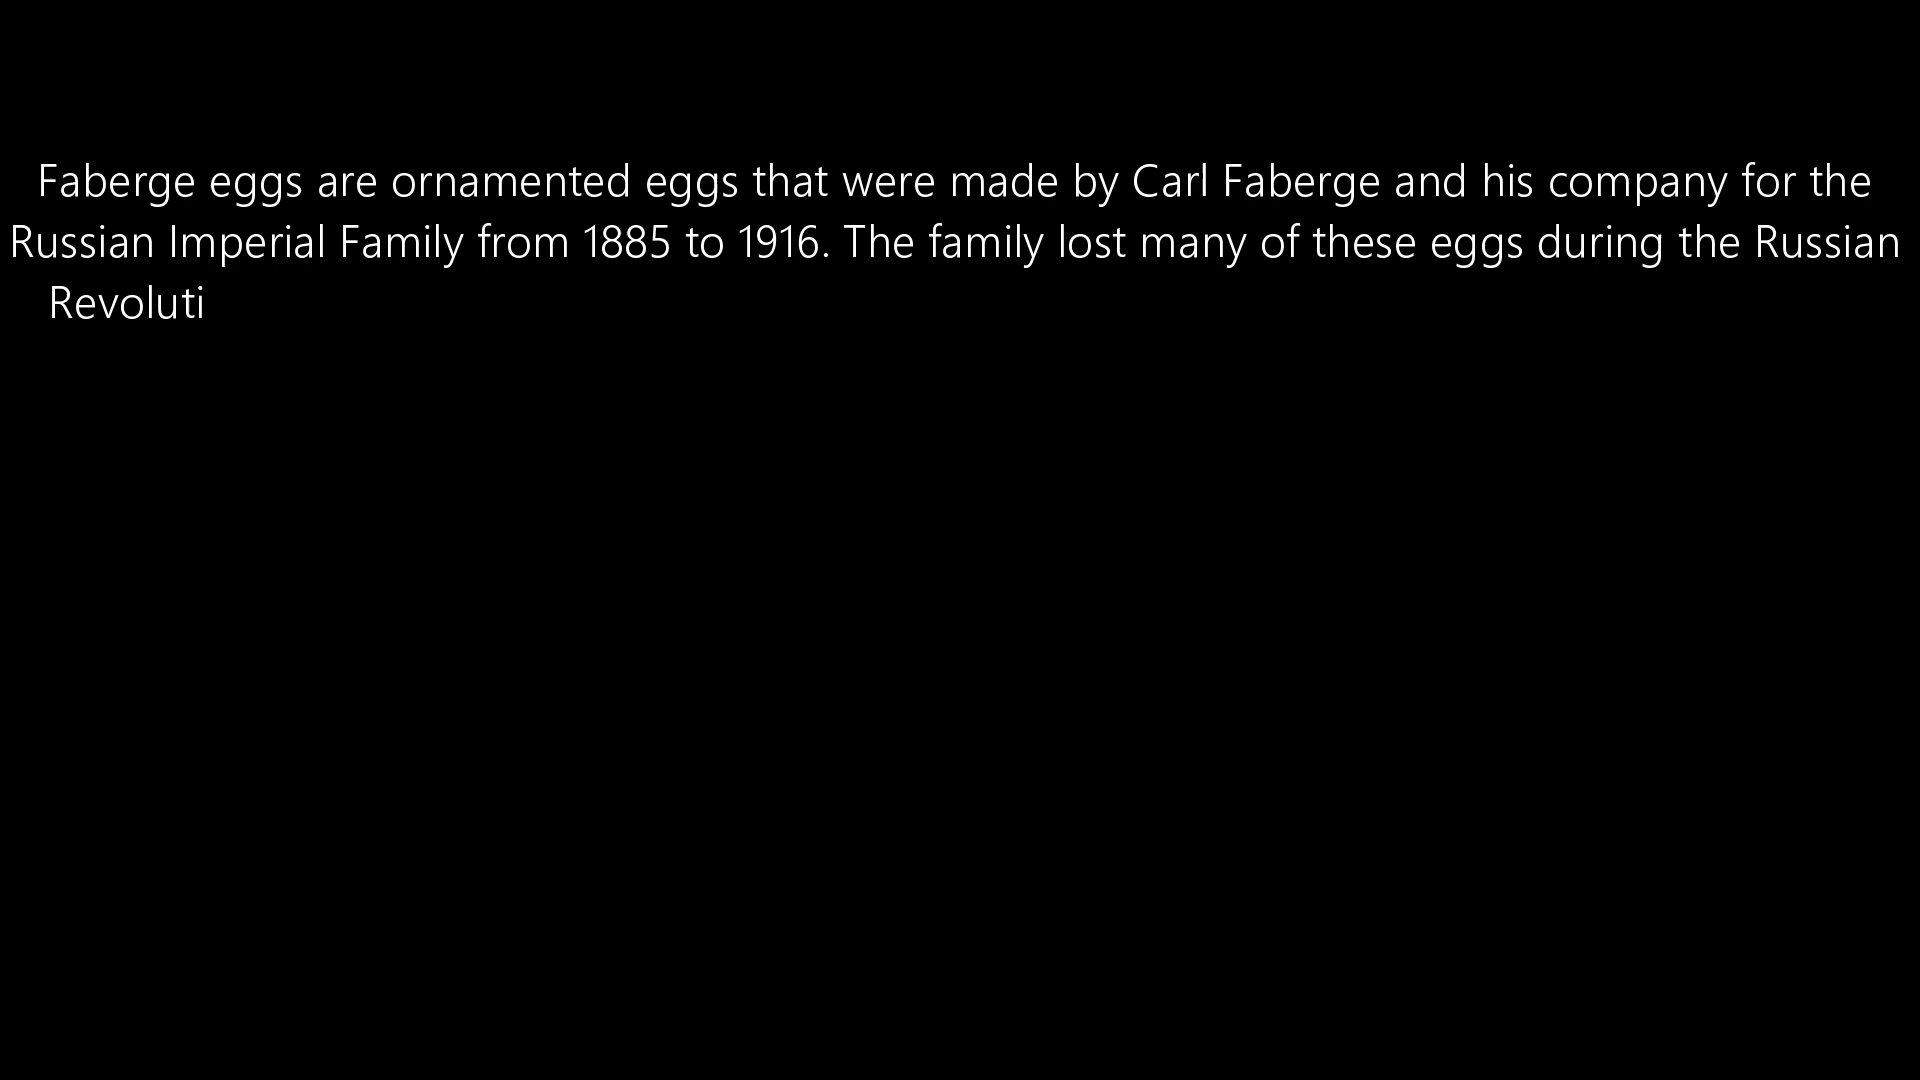 Faberge eggs are ornamented eggs that were made by Carl Faberge and his company for the
Russian Imperial Family from 1885 to 1916. The family lost many of these eggs during the Russian
Revoluti